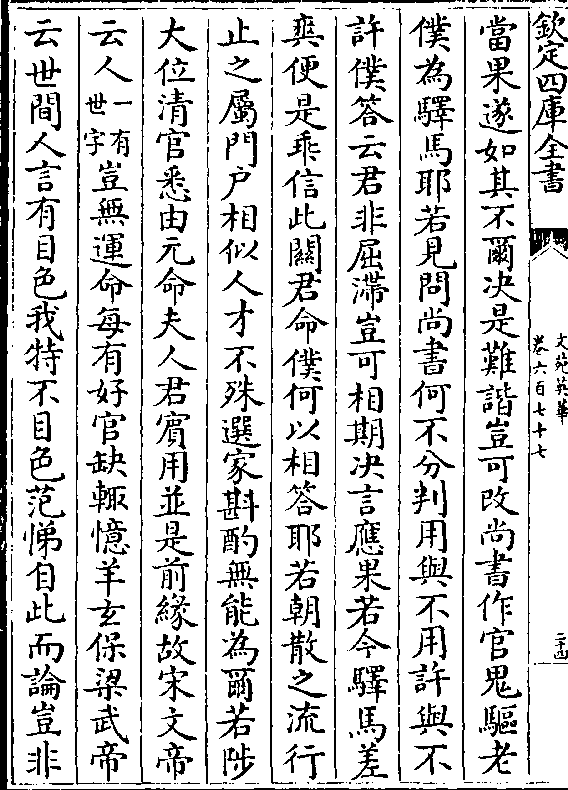 欽定四庫全書
文苑英華
卷六百七十七
二十四
當果遂如其不爾决是難諧豈可改尚書作官鬼驅老
僕為驛馬耶若見問尚書何不分判用與不用許與不
許僕答云君非屈滯豈可相期决言應果若今驛馬差
爽便是乖信此闗君命僕何以相答耶若朝散之流行
止之屬門户相似人才不殊選家斟酌無能為爾若陟
大位清官悉由元命夫人君賔用並是前緣故宋文帝
云人一有世字豈無運命每有好官缺輙憶羊玄保梁武帝
云世間人言有目色我特不目色范悌自此而論豈非